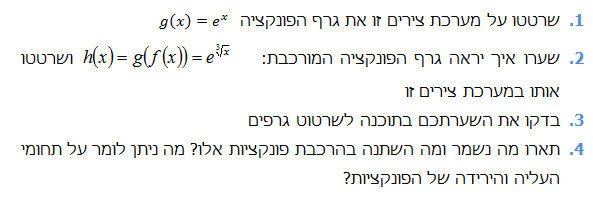 1. שרטטו על מערכת צירים זו את גרף הפונקציה g(x) = eˣ
2. שערו איך יראה גרף הפונקציה המורכבת: h(x) = g(f(x)) = e^∛x ושרטטו
אותו במערכת צירים זו
3. בדקו את השערתכם בתוכנה לשרטוט גרפים
4. תארו מה נשמר ומה השתנה בהרכבת פונקציות אלו? מה ניתן לומר על תחומי
העליה והירידה של הפונקציות?